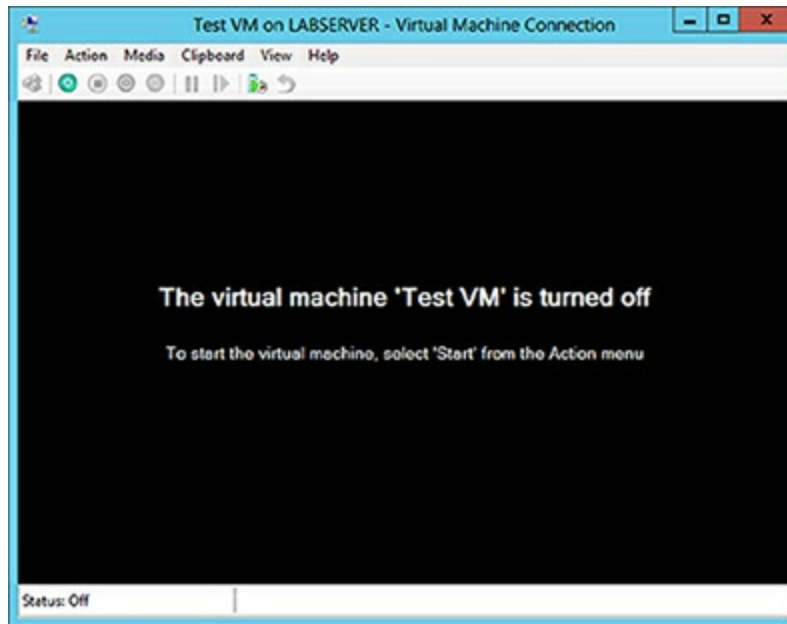 Test VM on LABSERVER - Virtual Machine Connection
File Action Media Clipboard View Help
The virtual machine 'Test VM' is turned off
To start the virtual machine, select 'Start' from the Action menu
Status: Off